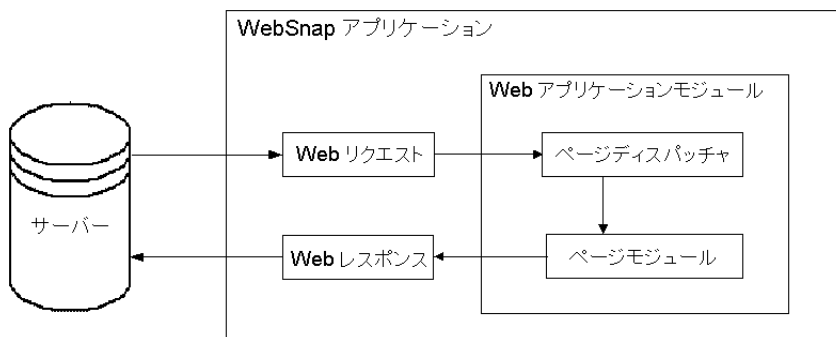 WebSnap アプリケーション
Web アプリケーションモジュール
Web リクエスト
ページディスパッチャ
サーバー
Web レスポンス
ページモジュール